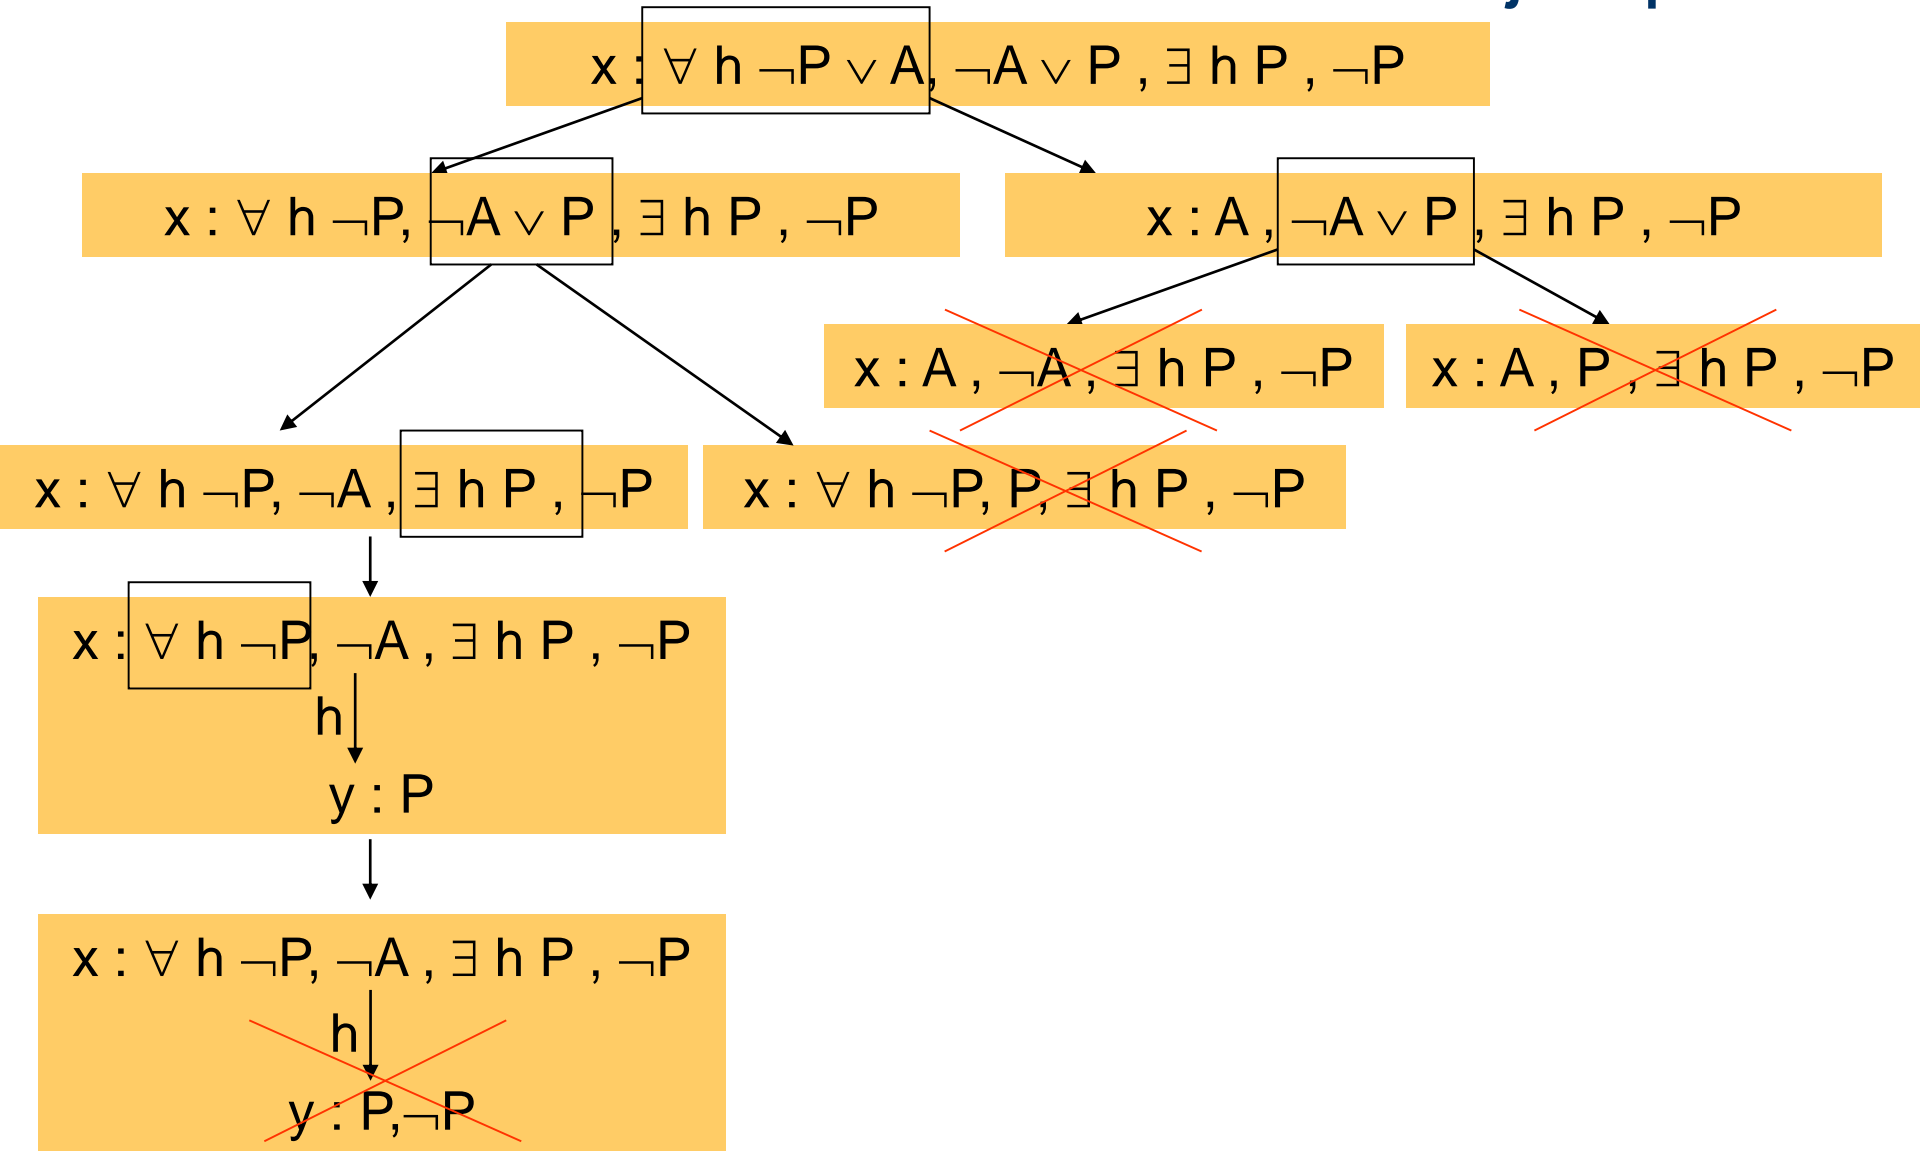 x : ∀ h ¬P ∨ A, ¬A ∨ P , ∃ h P , ¬P
x : ∀ h ¬P, ¬A ∨ P , ∃ h P , ¬P
x : A , ¬A ∨ P , ∃ h P , ¬P
x : A , ¬A , ∃ h P , ¬P
x : A , P , ∃ h P , ¬P
x : ∀ h ¬P, ¬A , ∃ h P , ¬P
x : ∀ h ¬P, P, ∃ h P , ¬P
x : ∀ h ¬P, ¬A , ∃ h P , ¬P
h
y : P
x : ∀ h ¬P, ¬A , ∃ h P , ¬P
h
y : P,¬P